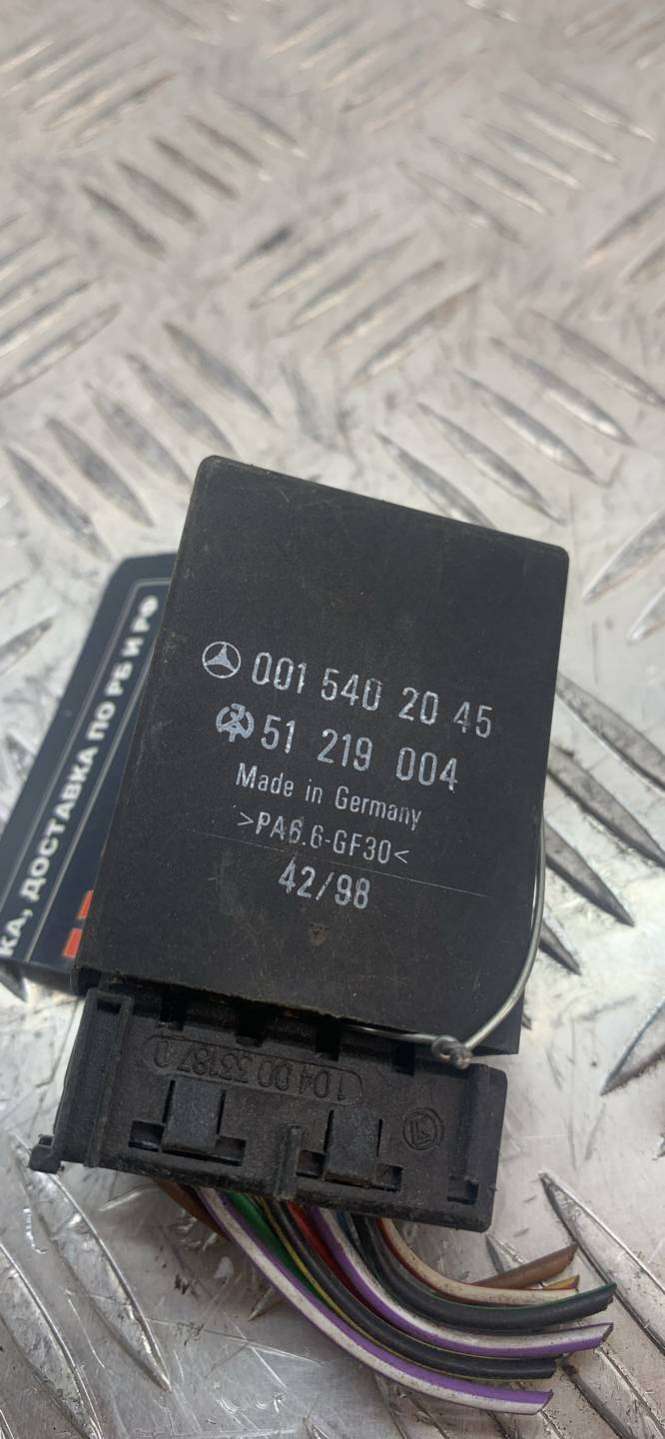 001 540 20 45
51 219 004
Made in Germany
>PA6.6-GF30<
42/98
КА, ДОСТАВКА ПО РБ И РФ